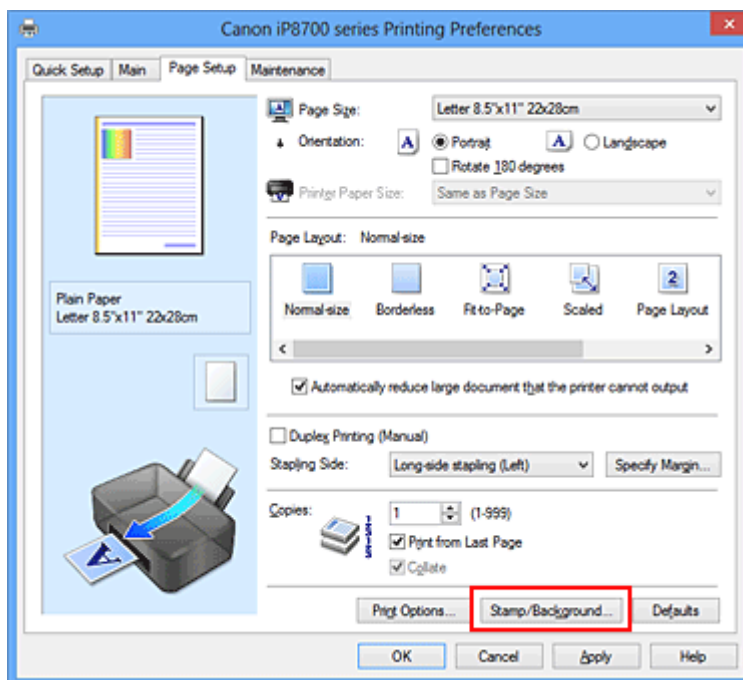 Canon iP8700 series Printing Preferences
Quick Setup Main Page Setup Maintenance
Page Size: Letter 8.5"x11" 22x28cm
Orientation: A Portrait A Landscape
Rotate 180 degrees
Printer Paper Size: Same as Page Size
Page Layout: Normal-size
2
Normal-size Borderless Fit-to-Page Scaled Page Layout
Plain Paper
Letter 8.5"x11" 22x28cm
Automatically reduce large document that the printer cannot output
Duplex Printing (Manual)
Stapling Side: Long-side stapling (Left) Specify Margin...
Copies: 1 (1-999)
Print from Last Page
Collate
A
Print Options... Stamp/Background... Defaults
OK Cancel Apply Help